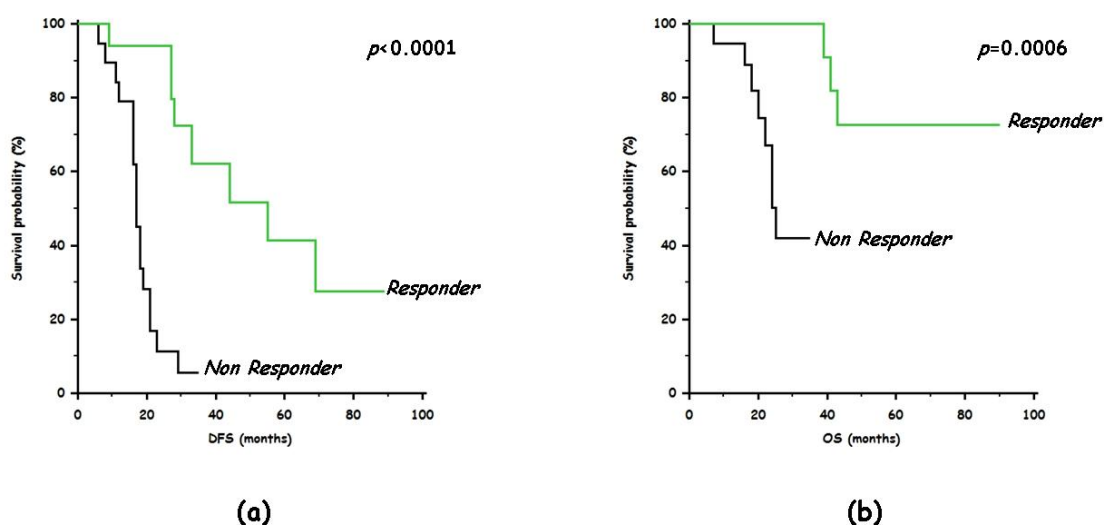 100
80
60
40
20
0
Survival probability (%)
p<0.0001
Responder
Non Responder
0 20 40 60 80 100
DFS (months)
(a)
100
80
60
40
20
0
Survival probability (%)
p=0.0006
Responder
Non Responder
0 20 40 60 80 100
OS (months)
(b)